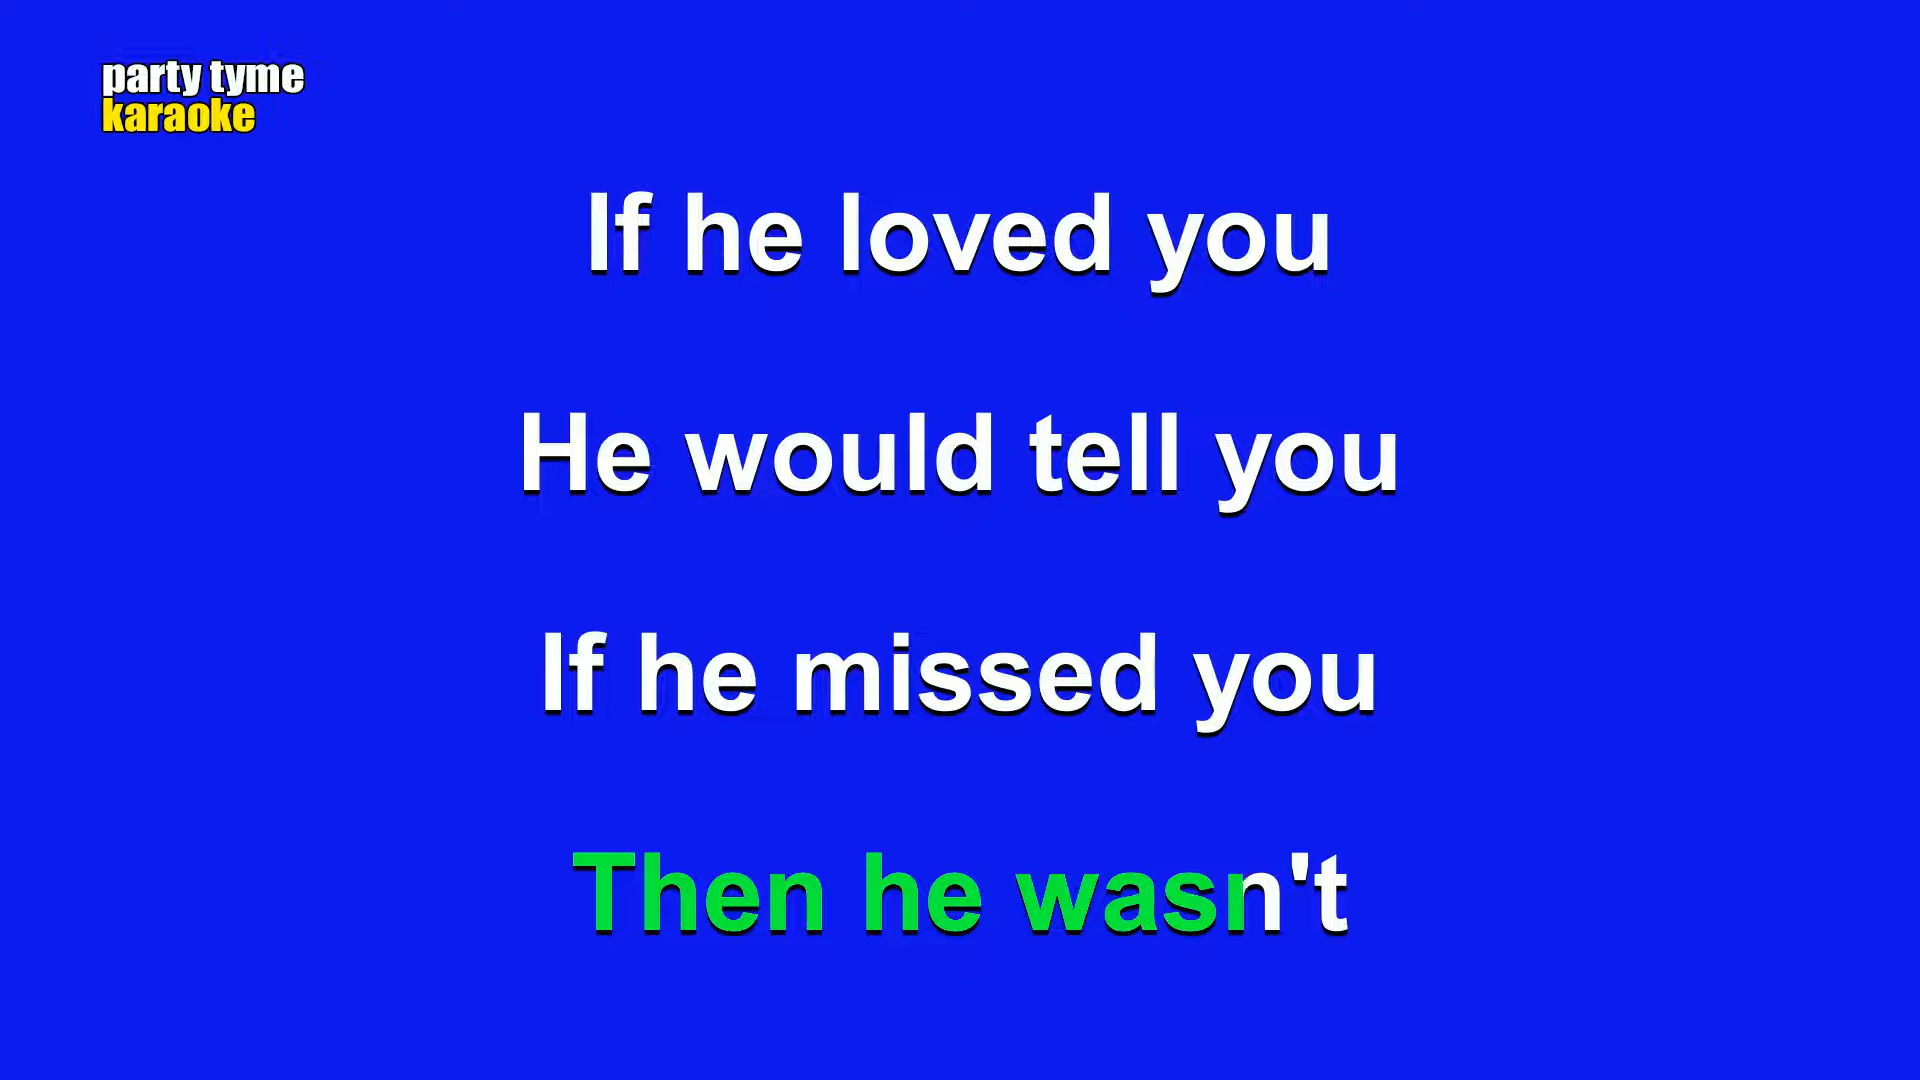 party tyme
karaoke
If he loved you
He would tell you
If he missed you
Then he wasn't